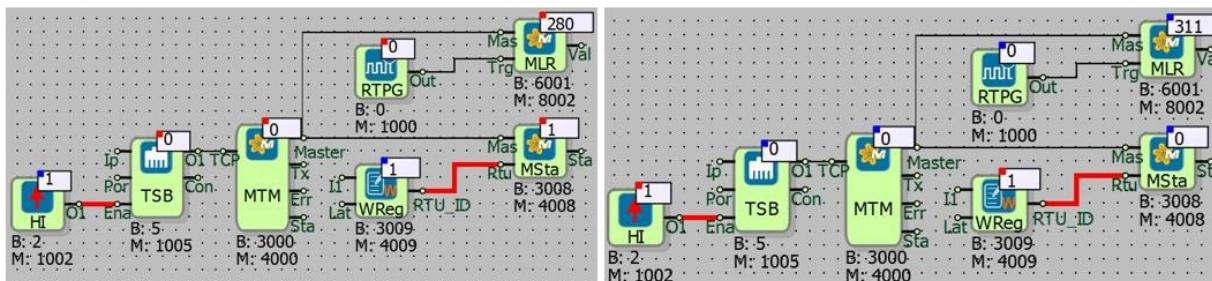 280
Mas
Val
0
Trg
MLR
Out
RTPG
B: 6001
M: 8002
B: 0
M: 1000
0
0
1
Ip
O1
TCP
Master
Mas
Sta
Por
Con
Tx
1
Rtu
MSta
1
TSB
MTM
Err
I1
B: 3008
HI
O1
Ena
Sta
Lat
WReg
RTU_ID
M: 4008
B: 2
M: 1002
B: 5
M: 1005
B: 3000
M: 4000
B: 3009
M: 4009
311
Mas
Va
0
Trg
MLR
Out
RTPG
B: 6001
M: 8002
B: 0
M: 1000
0
0
0
Ip
O1
TCP
Master
Mas
St
Por
Con
Tx
1
Rtu
MSta
1
TSB
MTM
Err
I1
B: 3008
HI
O1
Ena
Sta
Lat
WReg
RTU_ID
M: 4008
B: 2
M: 1002
B: 5
M: 1005
B: 3000
M: 4000
B: 3009
M: 4009